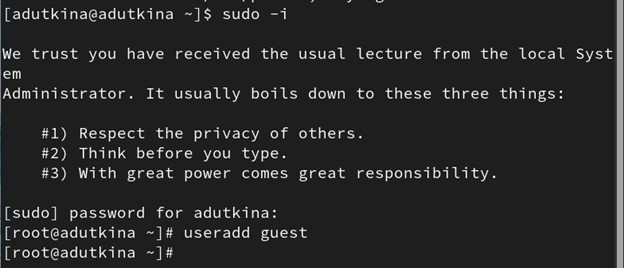 [adutkina@adutkina ~]$ sudo -i
We trust you have received the usual lecture from the local Syst
em
Administrator. It usually boils down to these three things:
#1) Respect the privacy of others.
#2) Think before you type.
#3) With great power comes great responsibility.
[sudo] password for adutkina:
[root@adutkina ~]# useradd guest
[root@adutkina ~]#